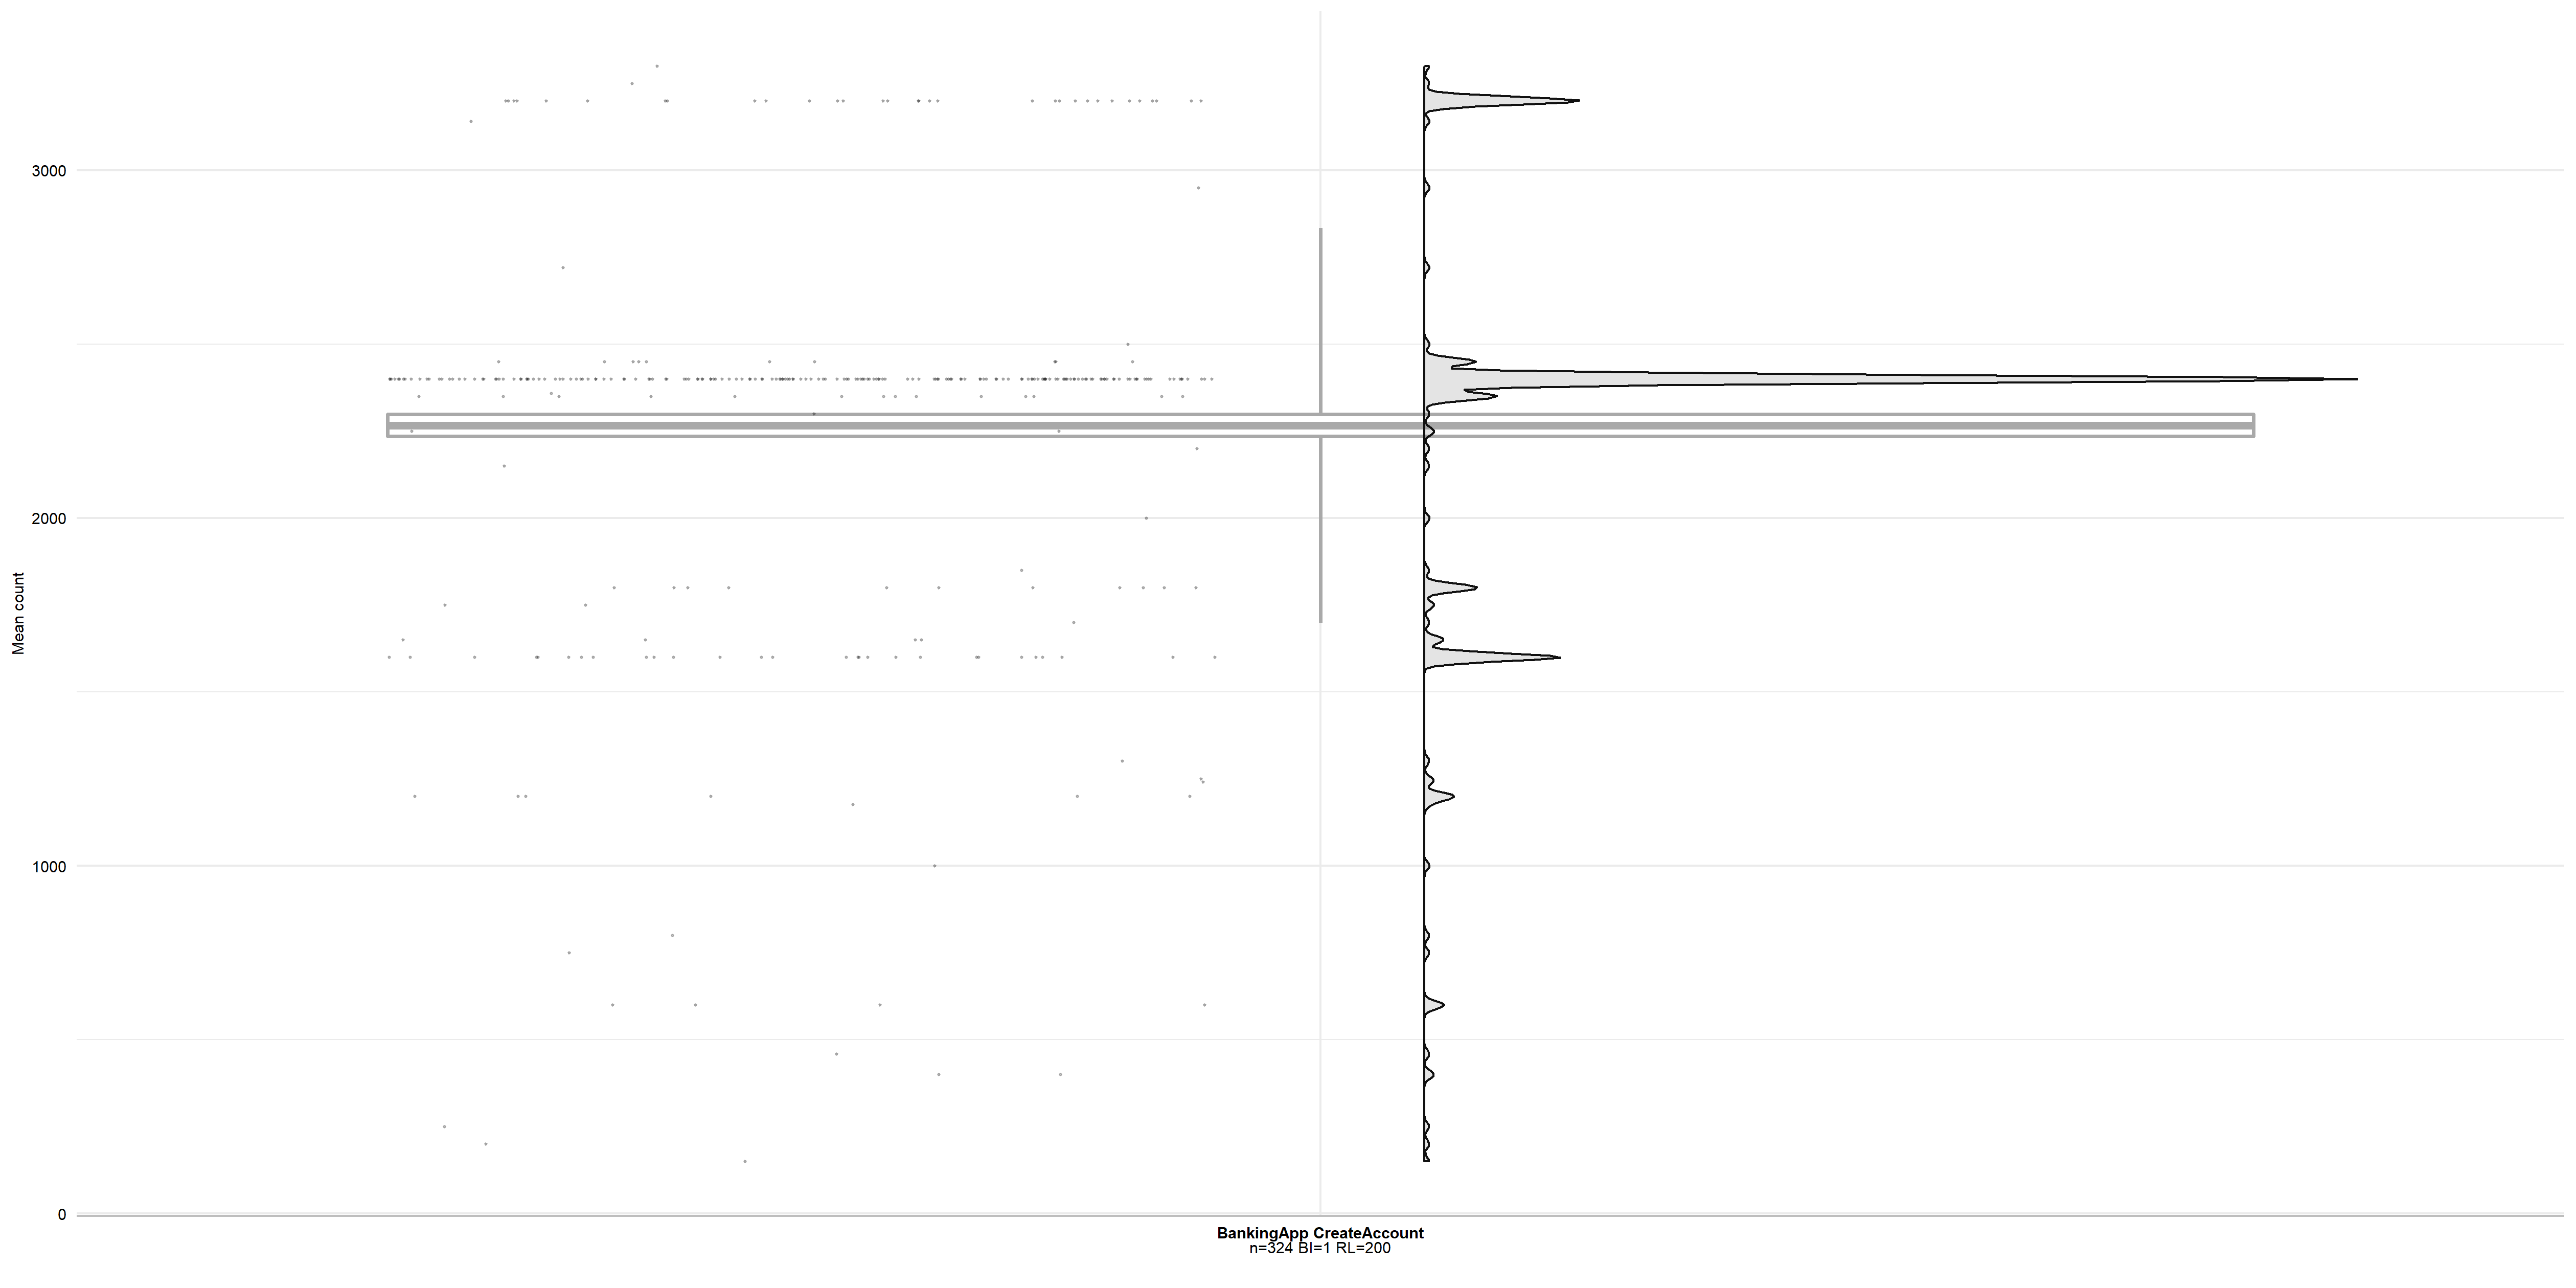 3000
2000
Mean count
1000
0
BankingApp CreateAccount
n=324 BI=1 RL=200